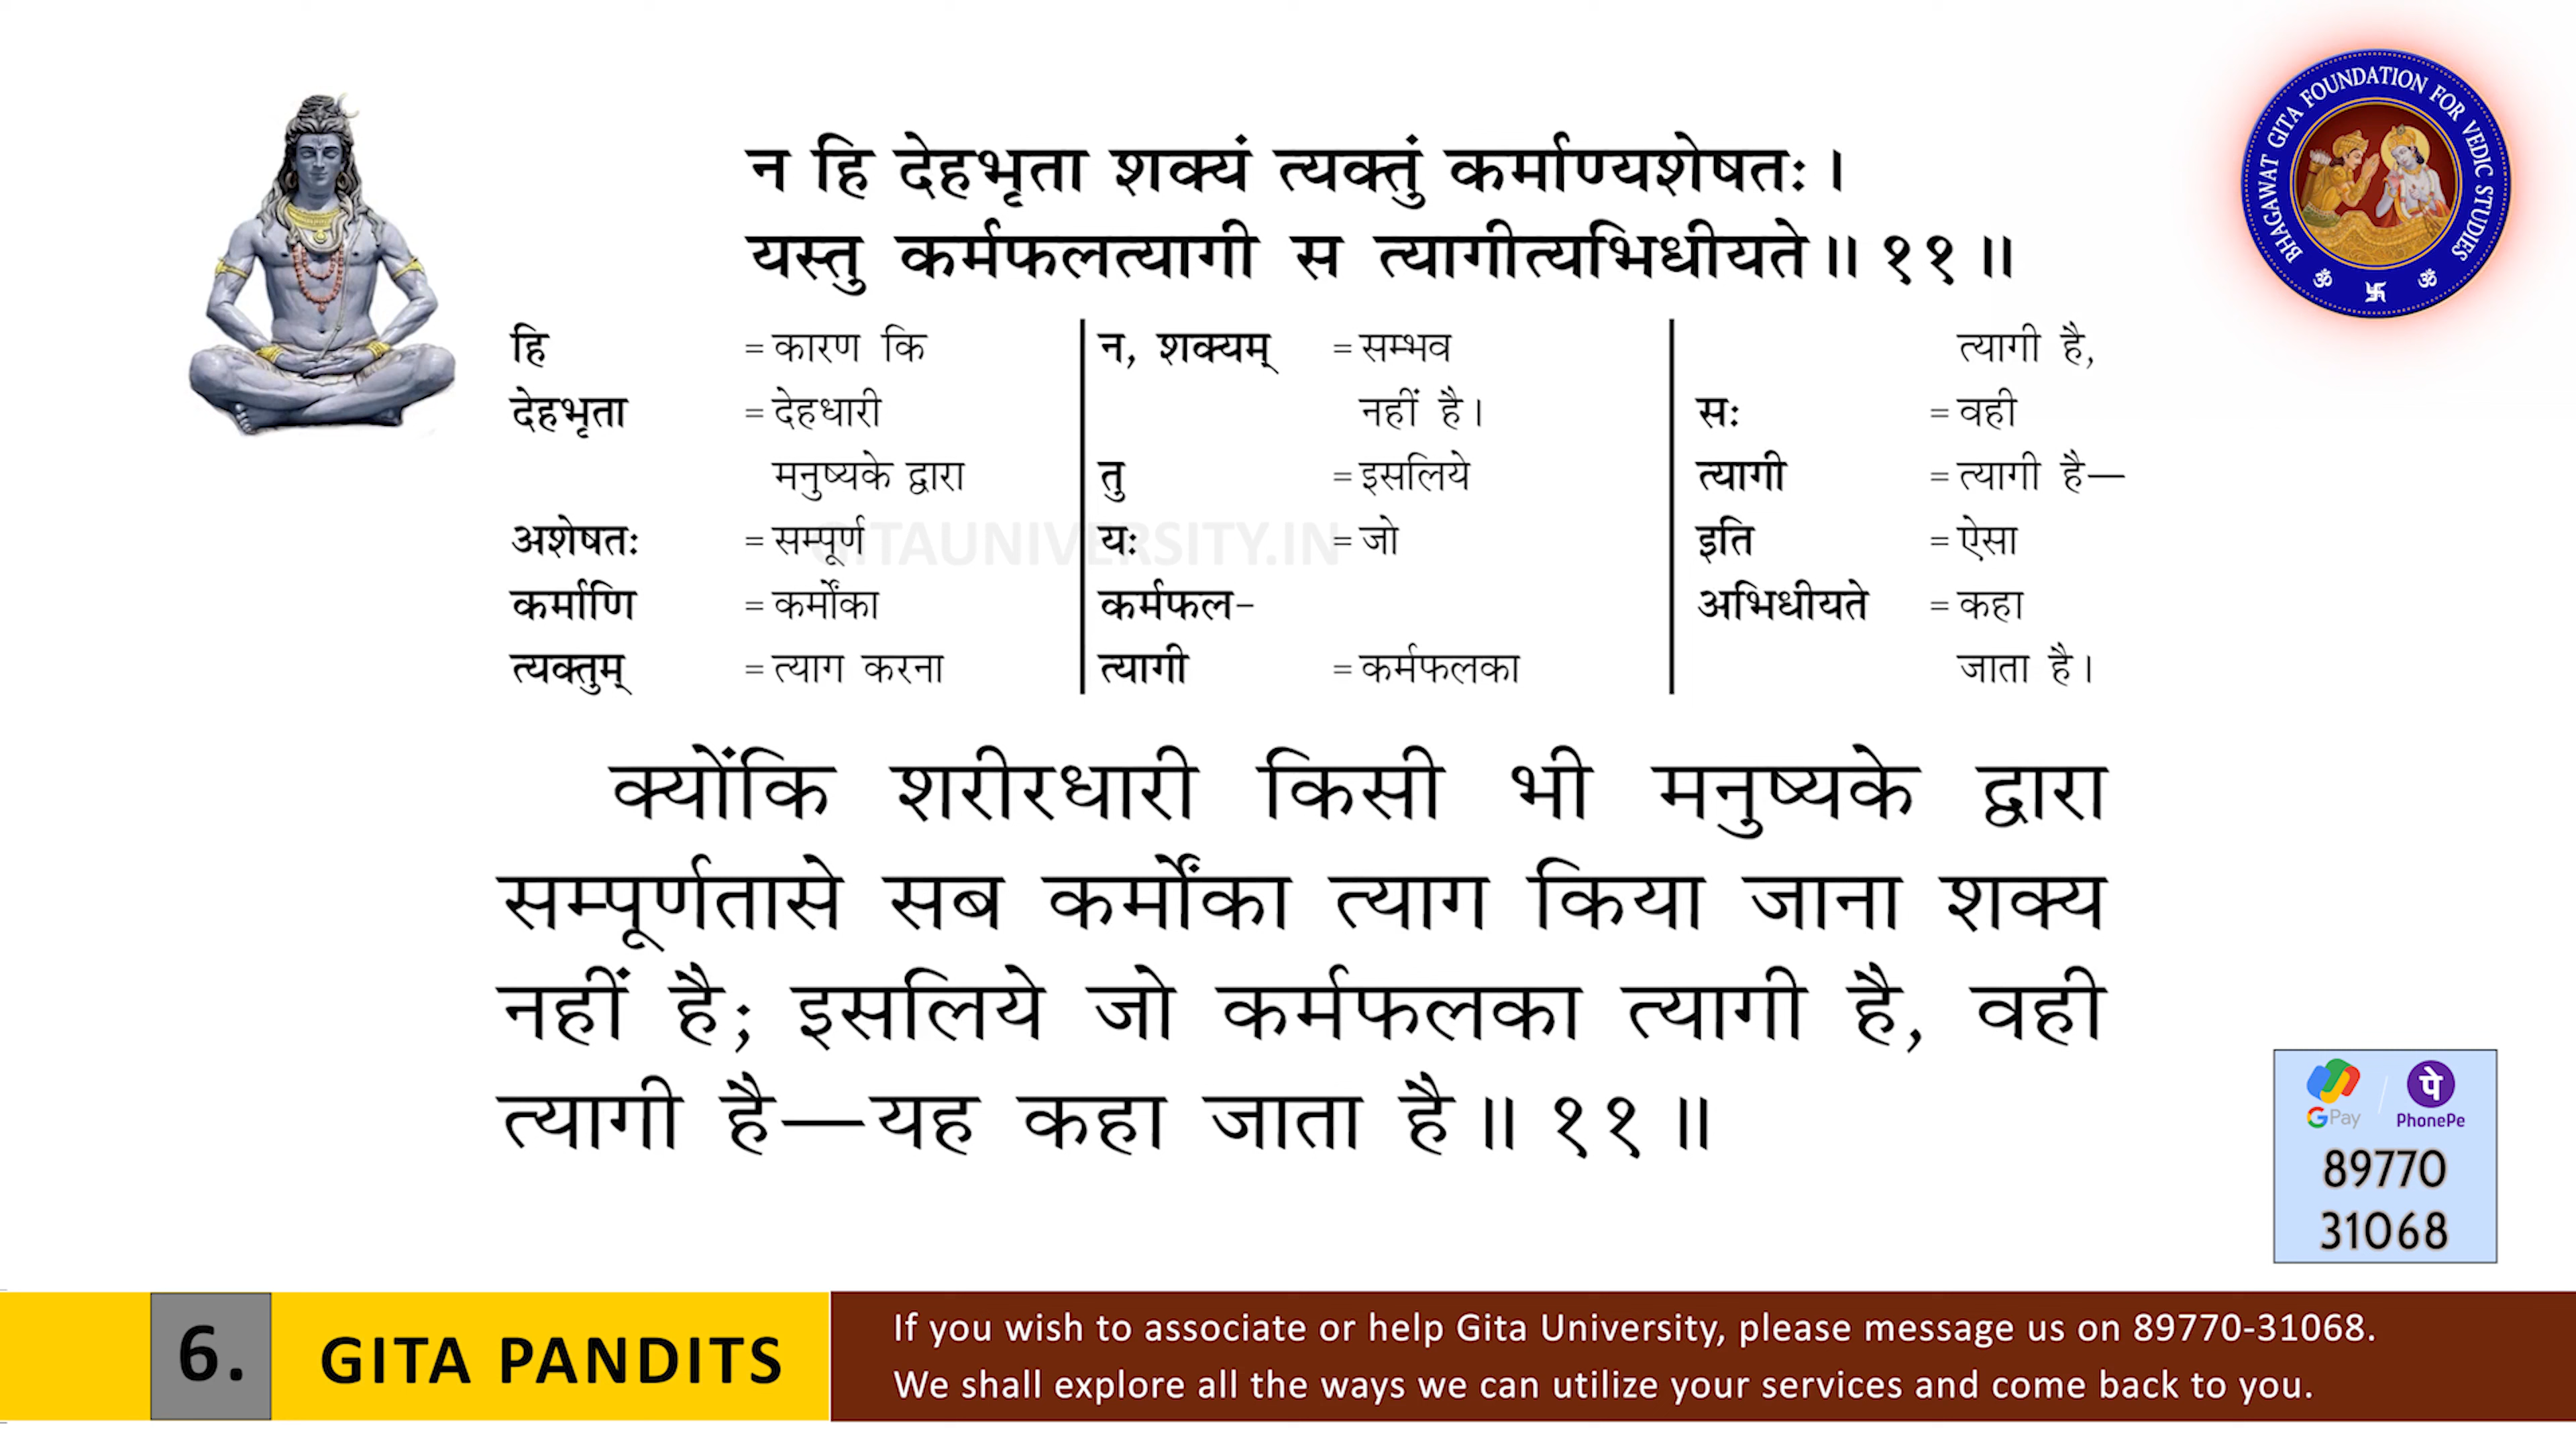 न हि देहभृता शक्यं त्यक्तुं कर्माण्यशेषतः ।
यस्तु कर्मफलत्यागी स त्यागीत्यभिधीयते ॥ ११ ॥
BHAGAWAT GITA FOUNDATION FOR VEDIC STUDIES
ॐ 卐 ॐ
हि = कारण कि
देहभृता = देहधारी
मनुष्यके द्वारा
अशेषतः = सम्पूर्ण
कर्माणि = कर्मोंका
त्यक्तुम् = त्याग करना
न, शक्यम् = सम्भव
नहीं है।
तु = इसलिये
यः = जो
कर्मफल-
त्यागी = कर्मफलका
त्यागी है,
सः = वही
त्यागी = त्यागी है—
इति = ऐसा
अभिधीयते = कहा
जाता है।
GITAUNIVERSITY.IN
क्योंकि शरीरधारी किसी भी मनुष्यके द्वारा
सम्पूर्णतासे सब कर्मोंका त्याग किया जाना शक्य
नहीं है; इसलिये जो कर्मफलका त्यागी है, वही
त्यागी है—यह कहा जाता है ॥ ११ ॥
GPay पे PhonePe
89770
31068
6. GITA PANDITS
If you wish to associate or help Gita University, please message us on 89770-31068.
We shall explore all the ways we can utilize your services and come back to you.